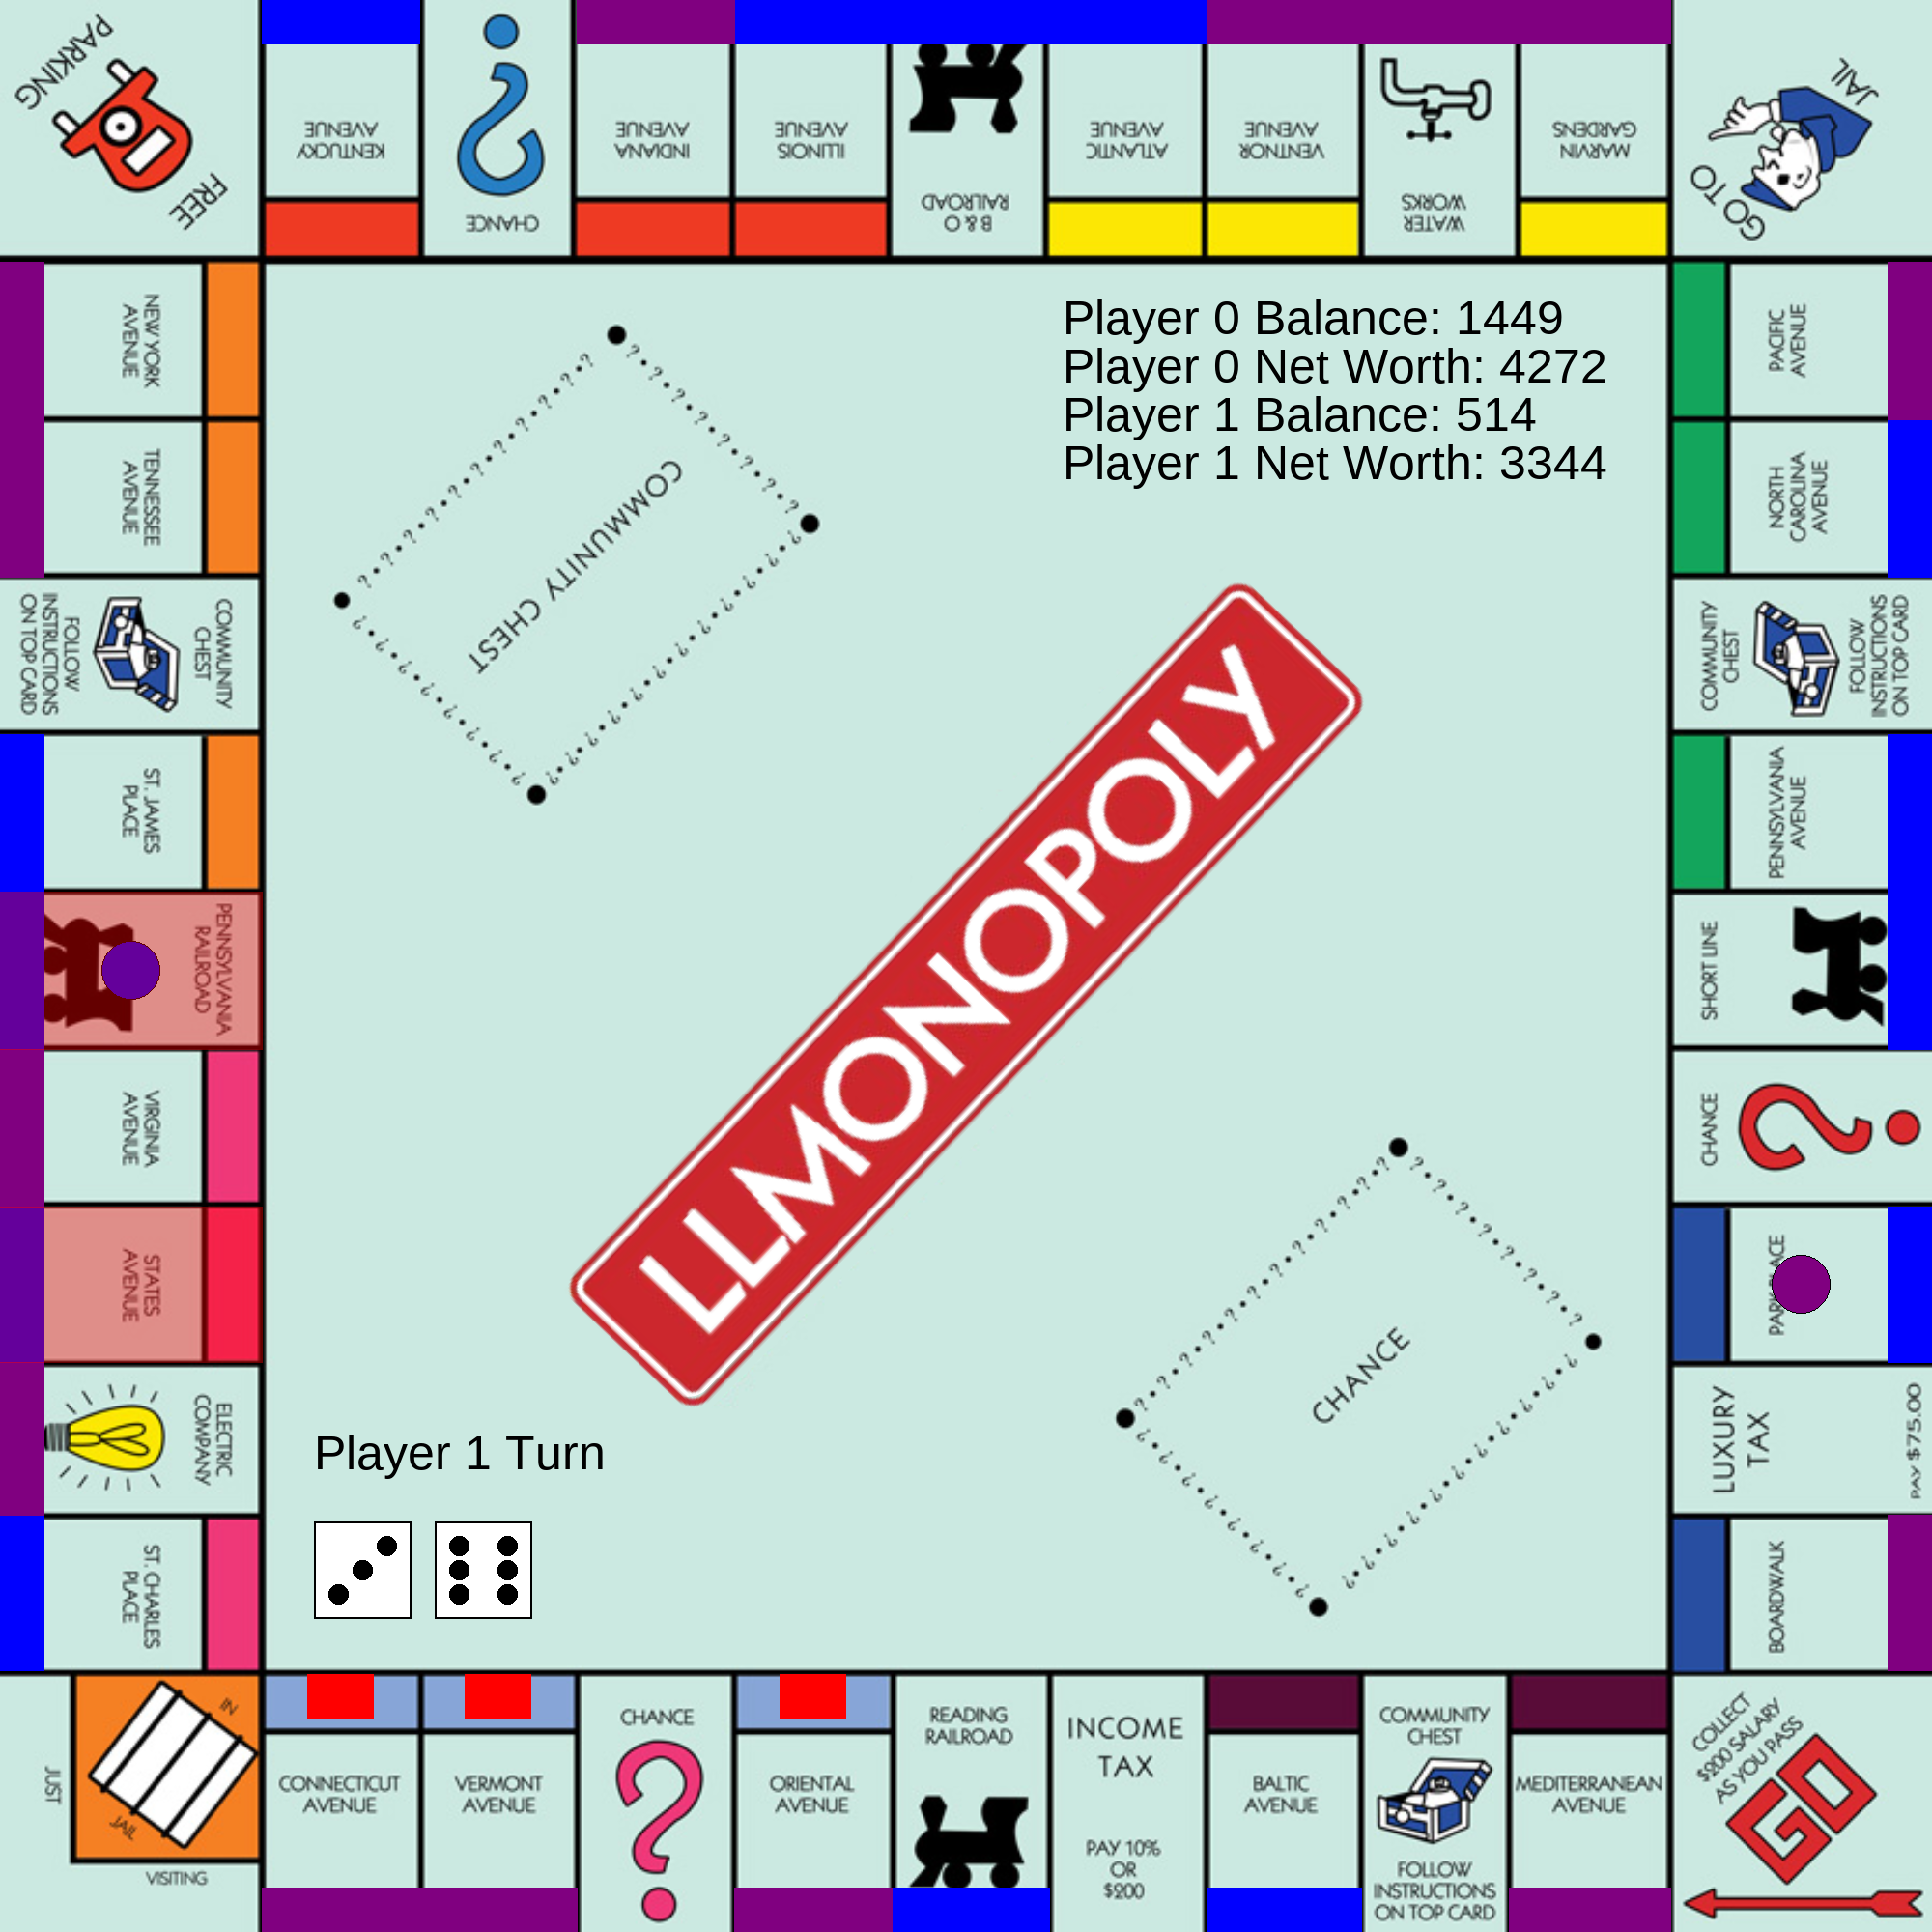 PARKING
FREE
KENTUCKY
AVENUE
CHANCE
INDIANA
AVENUE
ILLINOIS
AVENUE
B & O
RAILROAD
ATLANTIC
AVENUE
VENTNOR
AVENUE
WATER
WORKS
MARVIN
GARDENS
GO TO
JAIL
NEW YORK
AVENUE
TENNESSEE
AVENUE
COMMUNITY
CHEST
FOLLOW
INSTRUCTIONS
ON TOP CARD
ST. JAMES
PLACE
PENNSYLVANIA
RAILROAD
VIRGINIA
AVENUE
STATES
AVENUE
ELECTRIC
COMPANY
ST. CHARLES
PLACE
Player 0 Balance: 1449
Player 0 Net Worth: 4272
Player 1 Balance: 514
Player 1 Net Worth: 3344
COMMUNITY CHEST
LLMONOPOLY
CHANCE
Player 1 Turn
PACIFIC
AVENUE
NORTH
CAROLINA
AVENUE
COMMUNITY
CHEST
FOLLOW
INSTRUCTIONS
ON TOP CARD
PENNSYLVANIA
AVENUE
SHORT LINE
CHANCE
PARK PLACE
LUXURY
TAX
PAY $75.00
BOARDWALK
JUST
VISITING
IN
JAIL
CONNECTICUT
AVENUE
VERMONT
AVENUE
CHANCE
ORIENTAL
AVENUE
READING
RAILROAD
INCOME
TAX
PAY 10%
OR
$200
BALTIC
AVENUE
COMMUNITY
CHEST
FOLLOW
INSTRUCTIONS
ON TOP CARD
MEDITERRANEAN
AVENUE
COLLECT
$200 SALARY
AS YOU PASS
GO